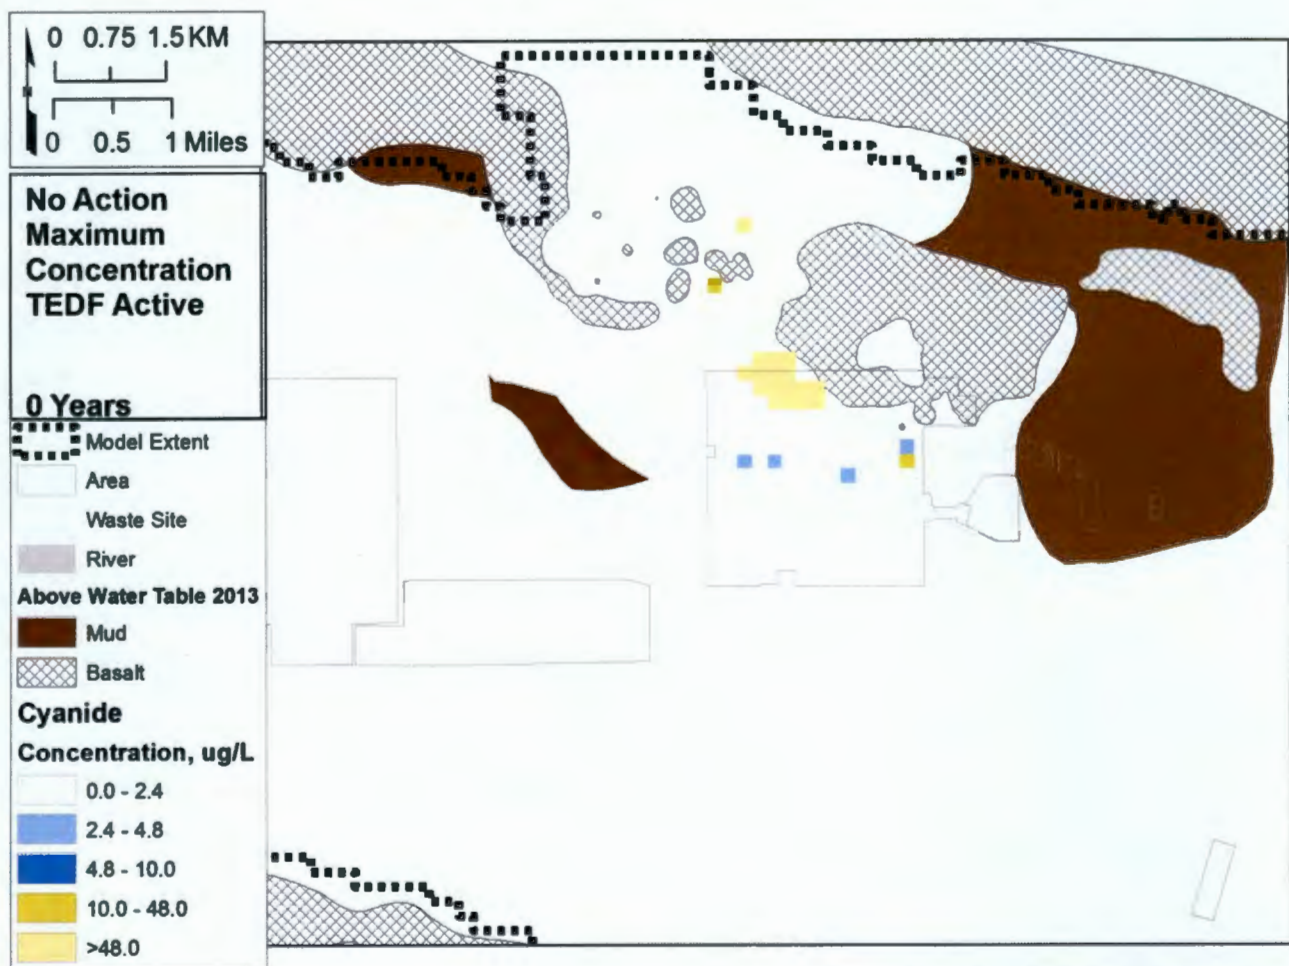 0 0.75 1.5 KM
0 0.5 1 Miles
No Action
Maximum
Concentration
TEDF Active
0 Years
Model Extent
Area
Waste Site
River
Above Water Table 2013
Mud
Basalt
Cyanide
Concentration, ug/L
0.0 - 2.4
2.4 - 4.8
4.8 - 10.0
10.0 - 48.0
>48.0